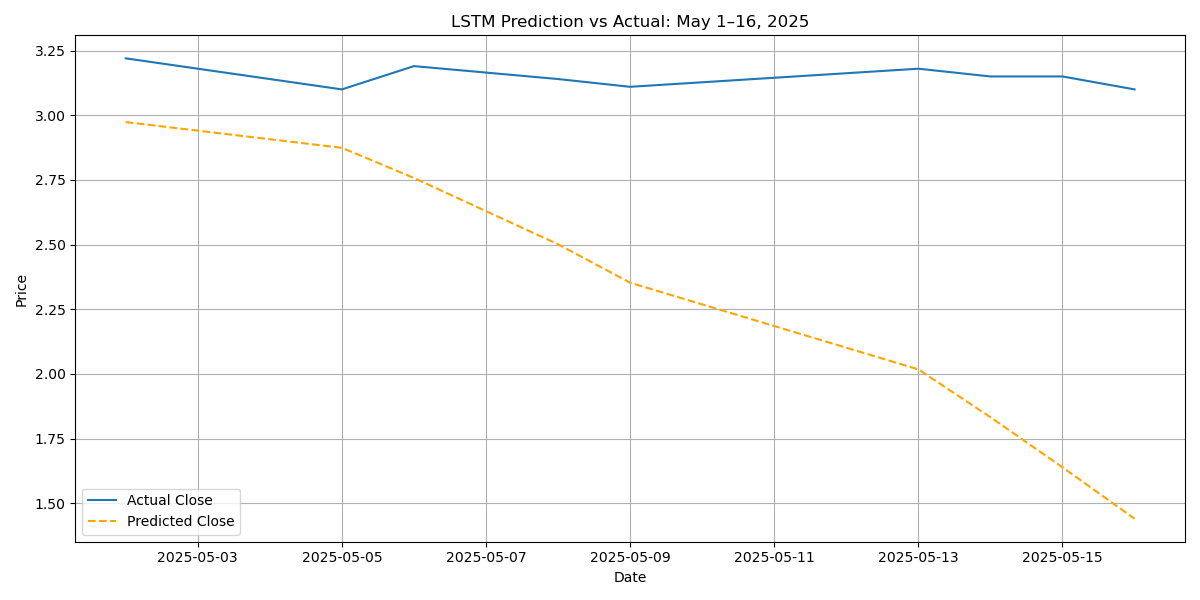 LSTM Prediction vs Actual: May 1–16, 2025
Price
3.25
3.00
2.75
2.50
2.25
2.00
1.75
1.50
Actual Close
Predicted Close
2025-05-03 2025-05-05 2025-05-07 2025-05-09 2025-05-11 2025-05-13 2025-05-15
Date